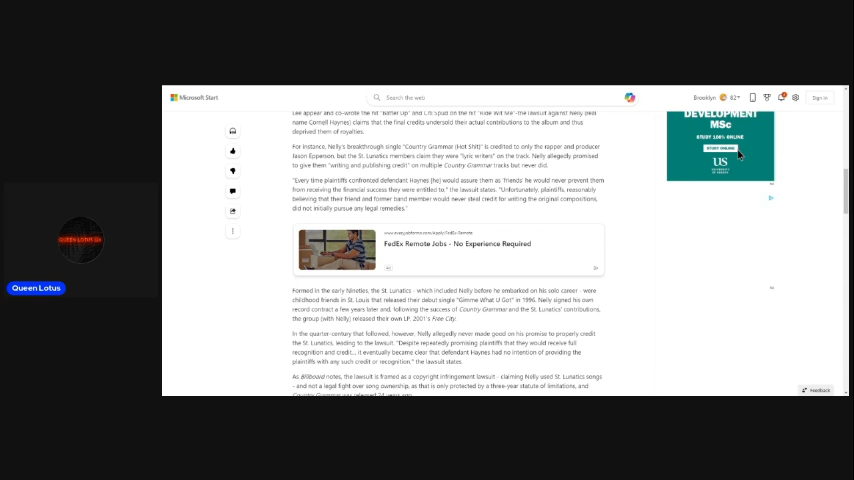 Microsoft Start
Search the web
Brooklyn
82°
Sign in
Lee appear and co-wrote the hit "Batter Up" and Lil'l Spud on the hit "Ride Wit Me"-the lawsuit against Nelly (real
name Cornell Haynes) claims that the final credits undersold their actual contributions to the album and thus
deprived them of royalties.
For instance, Nelly's breakthrough single "Country Grammar (Hot Shit)" is credited to only the rapper and producer
Jason Epperson, but the St. Lunatics members claim they were "lyric writers" on the track. Nelly allegedly promised
to give them "writing and publishing credit" on multiple Country Grammar tracks but never did.
"Every time plaintiffs confronted defendant Haynes [he] would assure them as 'friends' he would never prevent them
from receiving the financial success they were entitled to," the lawsuit states. "Unfortunately, plaintiffs, reasonably
believing that their friend and former band member would never steal credit for writing the original compositions,
did not initially pursue any legal remedies."
FedEx Remote Jobs - No Experience Required
Ad
Formed in the early Nineties, the St. Lunatics - which included Nelly before he embarked on his solo career - were
childhood friends in St. Louis that released their debut single "Gimme What U Got" in 1996. Nelly signed his own
record contract a few years later and, following the success of Country Grammar and the St. Lunatics' contributions,
the group (with Nelly) released their own LP, 2001's Free City.
In the quarter-century that followed, however, Nelly allegedly never made good on his promise to properly credit
the St. Lunatics, leading to the lawsuit. "Despite repeatedly promising plaintiffs that they would receive full
recognition and credit... it eventually became clear that defendant Haynes had no intention of providing the
plaintiffs with any such credit or recognition," the lawsuit states.
As Billboard notes, the lawsuit is framed as a copyright infringement lawsuit - claiming Nelly used St. Lunatics songs
- and not a legal fight over song ownership, as that is only protected by a three-year statute of limitations, and
Country Grammar was released 24 years ago.
DEVELOPMENT
MSc
STUDY 100% ONLINE
STUDY ONLINE
US
UNIVERSITY
OF SUSSEX
Feedback
QUEEN LOTUS
Queen Lotus